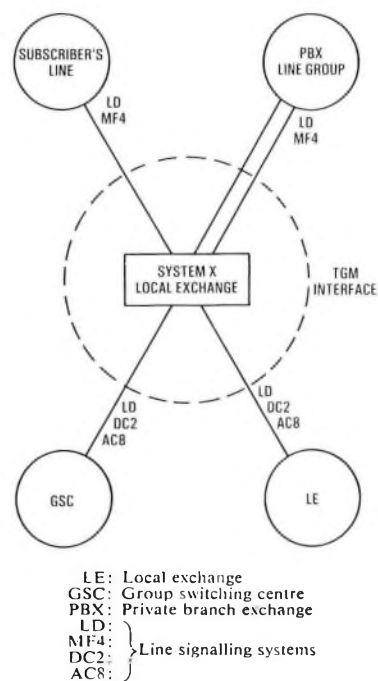 SUBSCRIBER'S
LINE
PBX
LINE GROUP
LD
MF4
LD
MF4
SYSTEM X
LOCAL EXCHANGE
TGM
INTERFACE
LD
DC2
AC8
LD
DC2
AC8
GSC
LE
LE: Local exchange
GSC: Group switching centre
PBX: Private branch exchange
LD:
MF4:
DC2:
AC8:
Line signalling systems